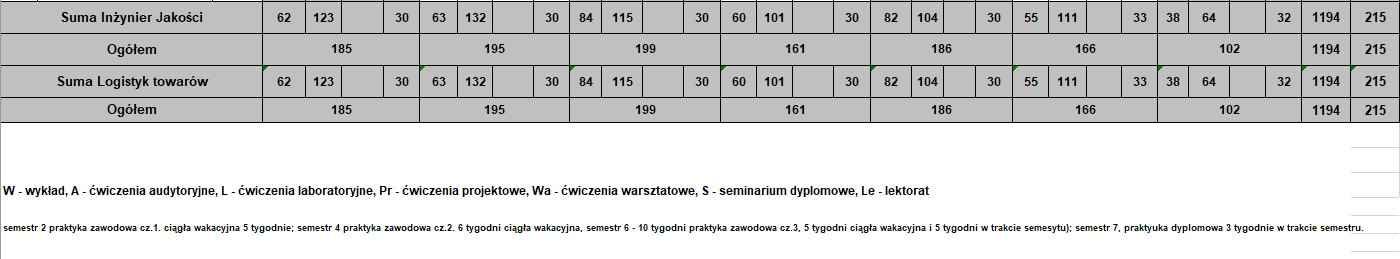 Suma Inżynier Jakości 62 123 30 63 132 30 84 115 30 60 101 30 82 104 30 55 111 33 38 64 32 1194 215
Ogółem 185 195 199 161 186 166 102 1194 215
Suma Logistyk towarów 62 123 30 63 132 30 84 115 30 60 101 30 82 104 30 55 111 33 38 64 32 1194 215
Ogółem 185 195 199 161 186 166 102 1194 215
W - wykład, A - ćwiczenia audytoryjne, L - ćwiczenia laboratoryjne, Pr - ćwiczenia projektowe, Wa - ćwiczenia warsztatowe, S - seminarium dyplomowe, Le - lektorat
semestr 2 praktyka zawodowa cz.1. ciągła wakacyjna 5 tygodnie; semestr 4 praktyka zawodowa cz.2. 6 tygodni ciągła wakacyjna, semestr 6 - 10 tygodni praktyka zawodowa cz.3, 5 tygodni ciągła wakacyjna i 5 tygodni w trakcie semesytu); semestr 7, praktyuka dyplomowa 3 tygodnie w trakcie semestru.